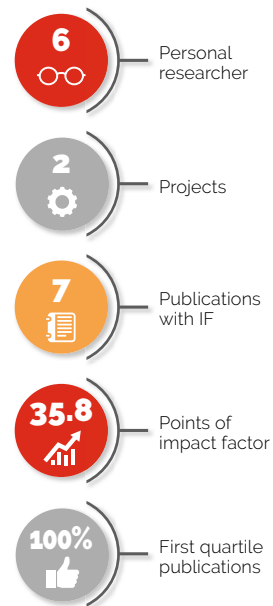 6
Personal
researcher
2
Projects
7
Publications
with IF
35.8
Points of
impact factor
100%
First quartile
publications